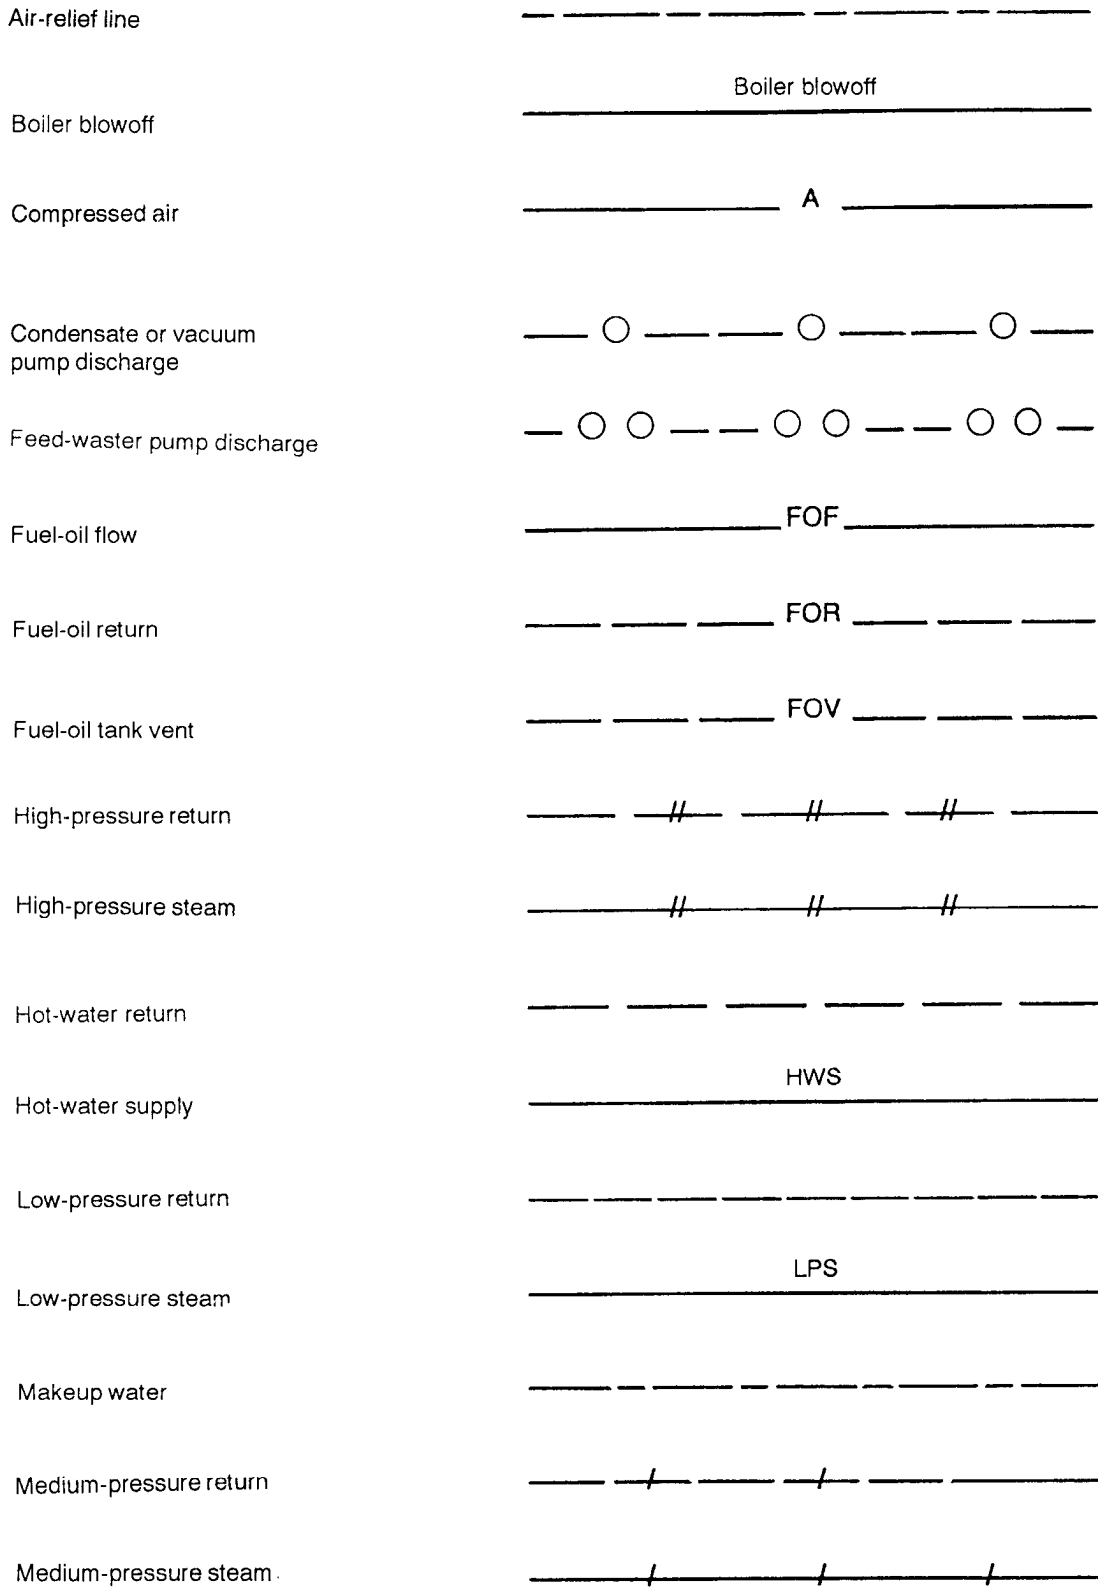 Air-relief line
Boiler blowoff
Boiler blowoff
Compressed air
A
Condensate or vacuum
pump discharge
Feed-waster pump discharge
Fuel-oil flow
FOF
Fuel-oil return
FOR
Fuel-oil tank vent
FOV
High-pressure return
High-pressure steam
Hot-water return
HWS
Hot-water supply
Low-pressure return
LPS
Low-pressure steam
Makeup water
Medium-pressure return
Medium-pressure steam